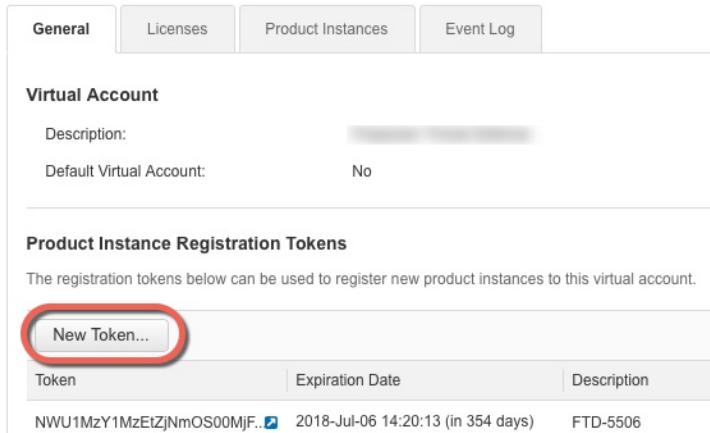 General Licenses Product Instances Event Log
Virtual Account
Description:
Default Virtual Account: No
Product Instance Registration Tokens
The registration tokens below can be used to register new product instances to this virtual account.
New Token...
Token Expiration Date Description
NWU1MzY1MzEtZjNmOS00MjF.. 2018-Jul-06 14:20:13 (in 354 days) FTD-5506